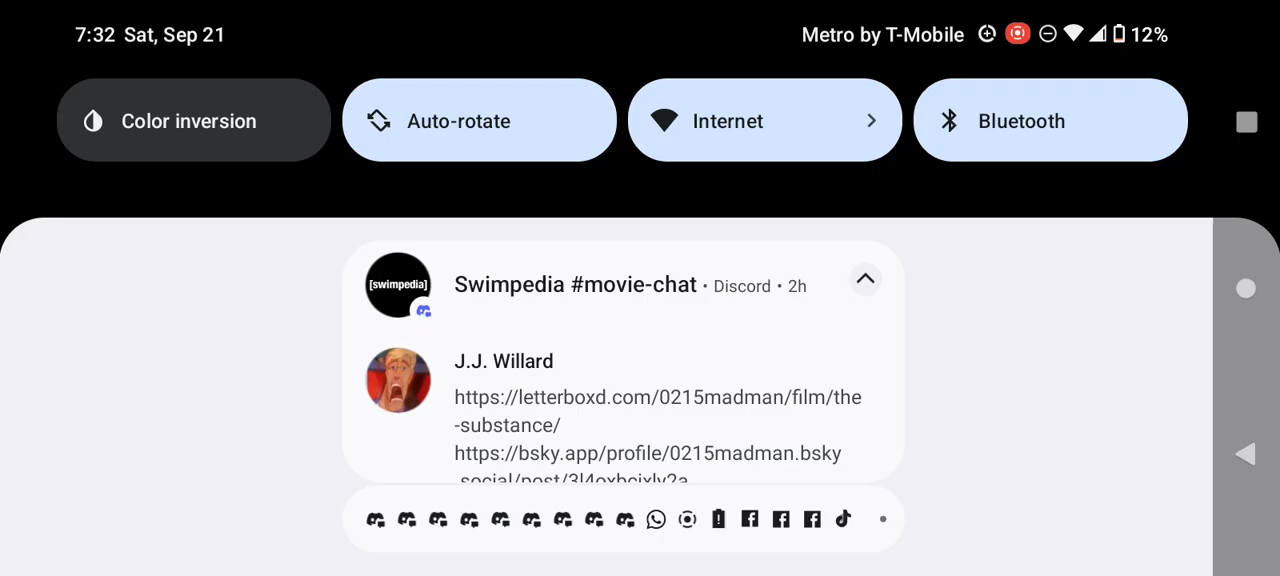 7:32 Sat, Sep 21
Metro by T-Mobile 12%
Color inversion
Auto-rotate
Internet
Bluetooth
[swimpedia]
Swimpedia #movie-chat • Discord • 2h
J.J. Willard
https://letterboxd.com/0215madman/film/the
-substance/
https://bsky.app/profile/0215madman.bsky